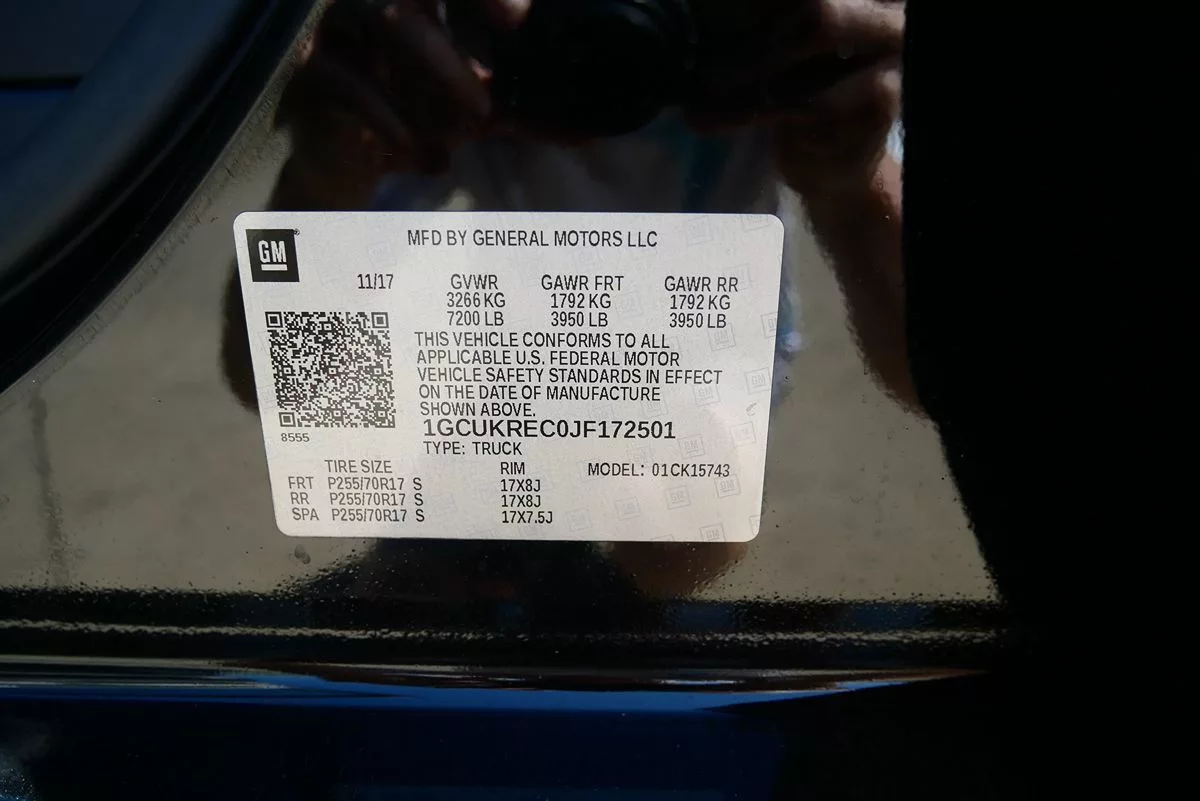 GM
MFD BY GENERAL MOTORS LLC
11/17 GVWR GAWR FRT GAWR RR
3266 KG 1792 KG 1792 KG
7200 LB 3950 LB 3950 LB
THIS VEHICLE CONFORMS TO ALL
APPLICABLE U.S. FEDERAL MOTOR
VEHICLE SAFETY STANDARDS IN EFFECT
ON THE DATE OF MANUFACTURE
SHOWN ABOVE.
1GCUKREC0JF172501
8555
TYPE: TRUCK
TIRE SIZE RIM MODEL: 01CK15743
FRT P255/70R17 S 17X8J
RR P255/70R17 S 17X8J
SPA P255/70R17 S 17X7.5J